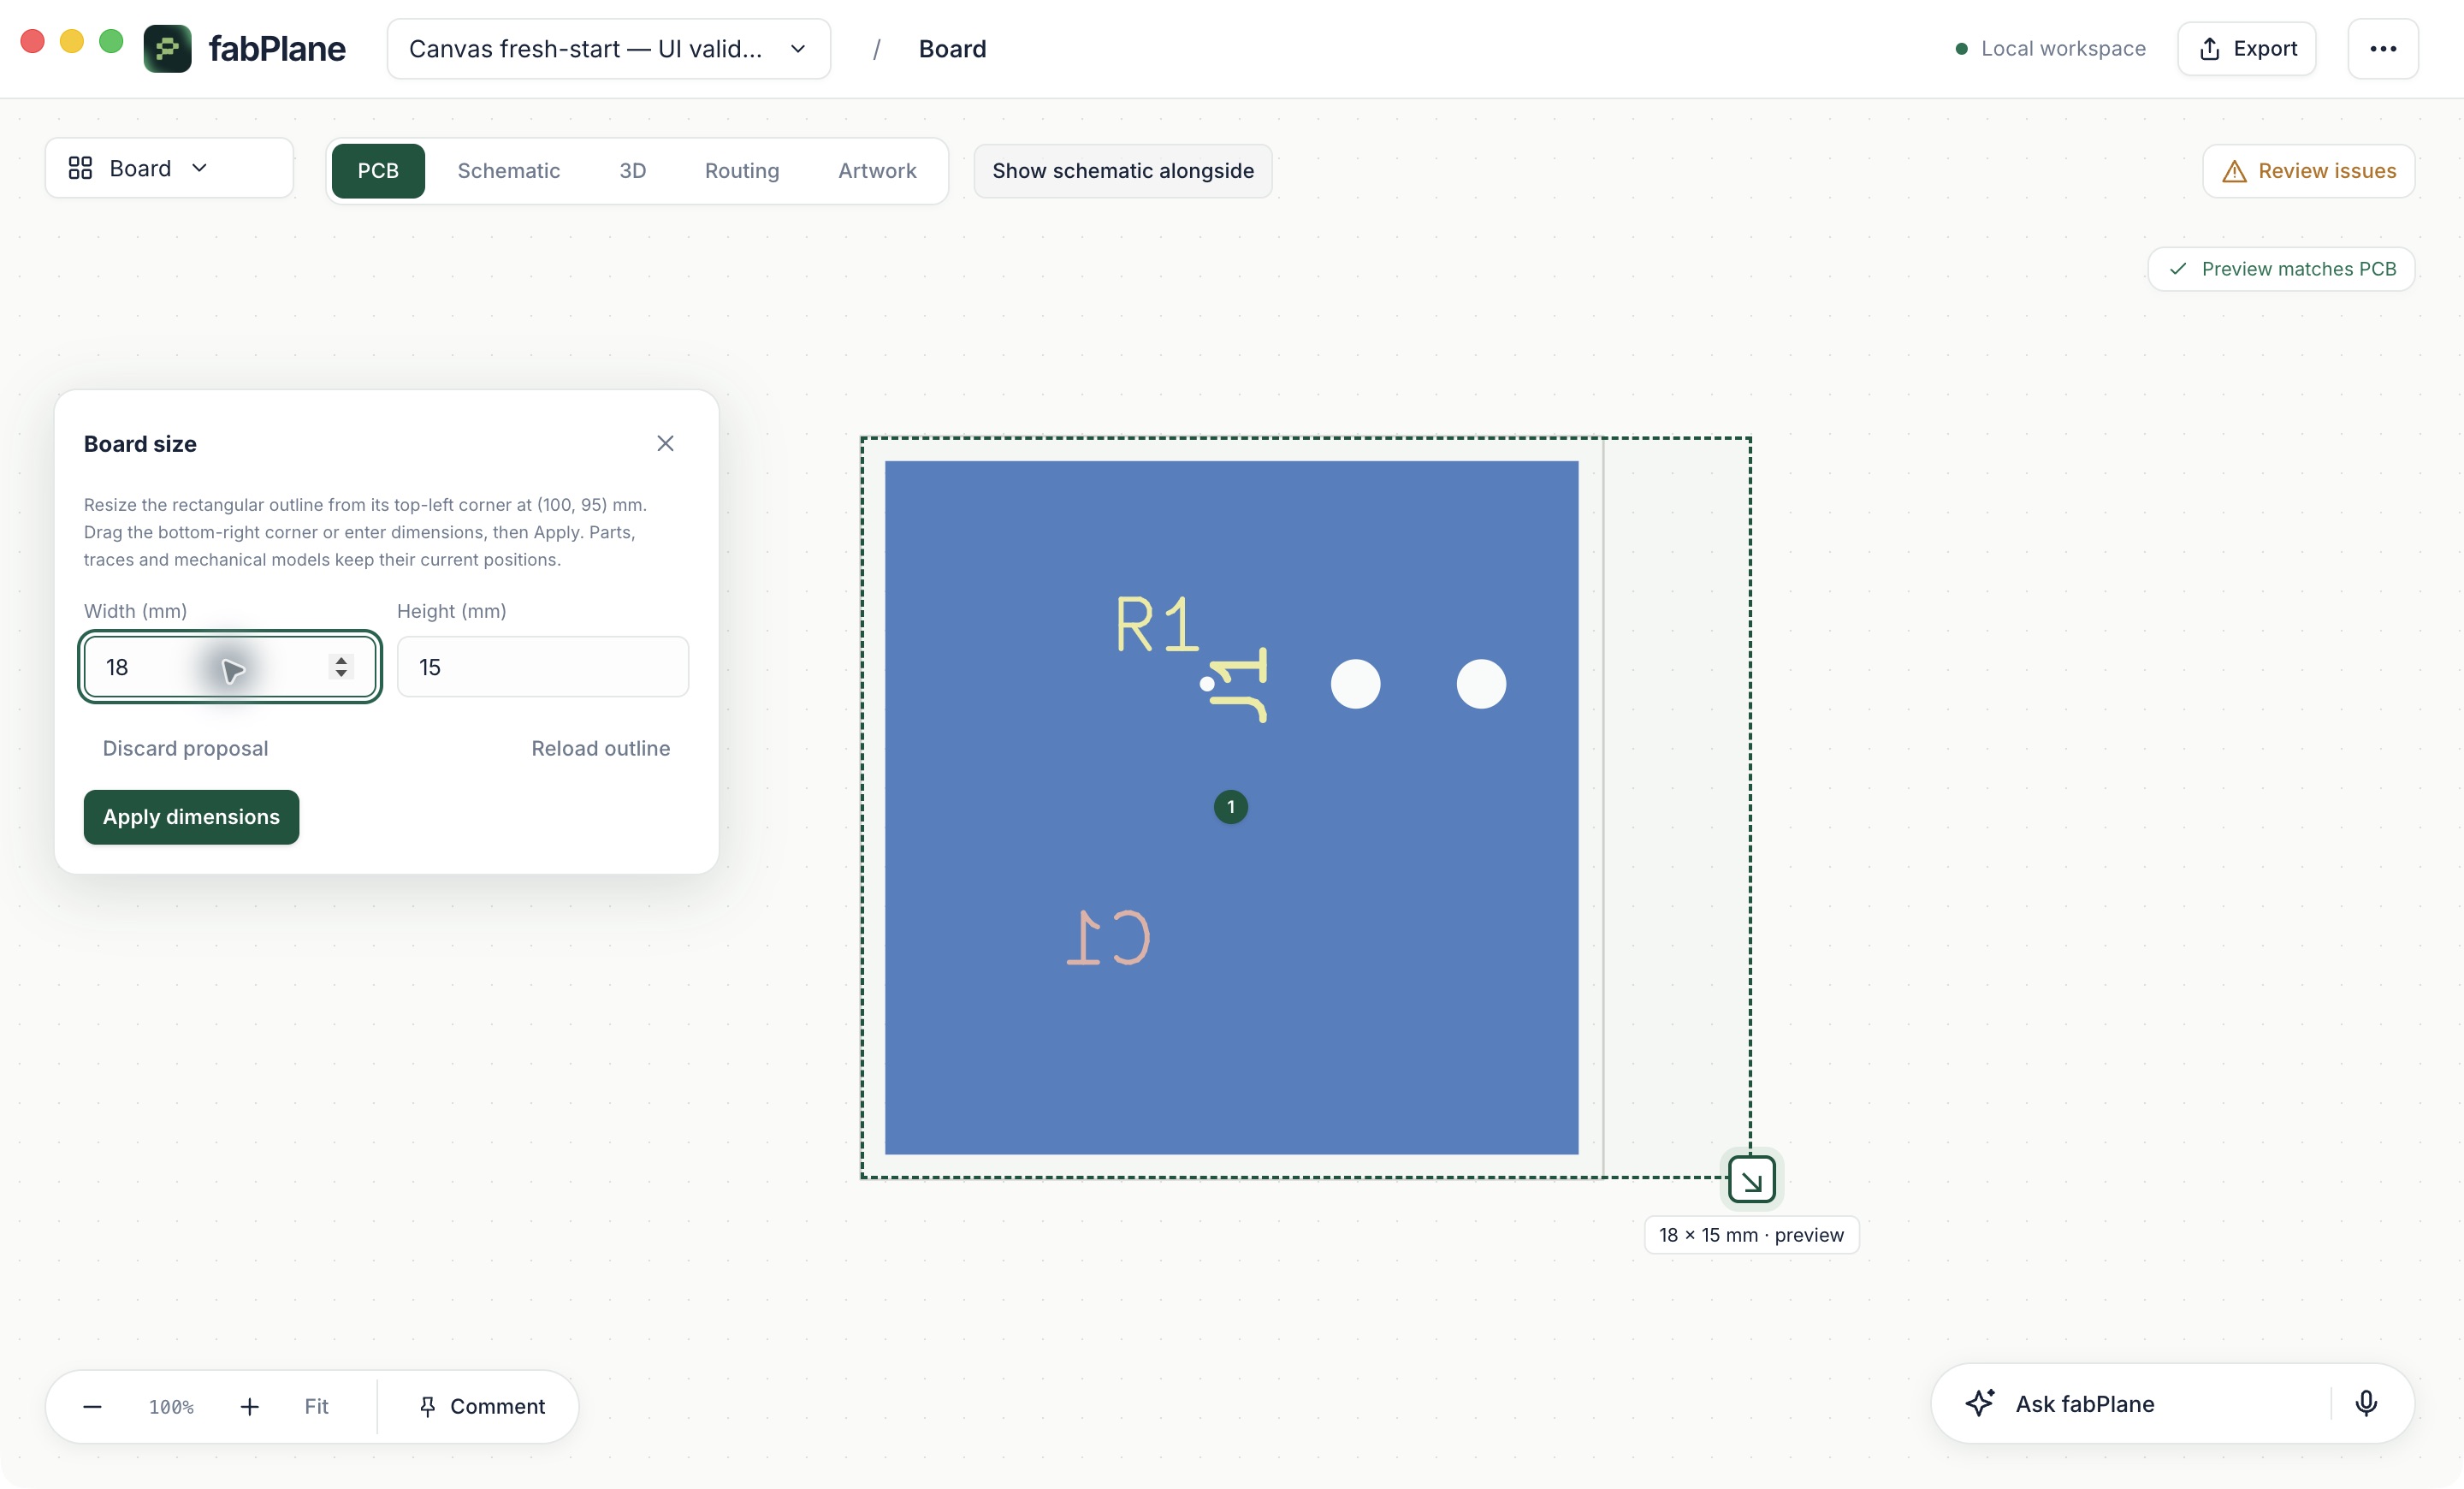 fabPlane
Canvas fresh-start — UI valid...
/
Board
Local workspace
Export
Board
PCB
Schematic
3D
Routing
Artwork
Show schematic alongside
Review issues
Preview matches PCB
Board size
Resize the rectangular outline from its top-left corner at (100, 95) mm.
Drag the bottom-right corner or enter dimensions, then Apply. Parts,
traces and mechanical models keep their current positions.
Width (mm)
Height (mm)
18
15
Discard proposal
Reload outline
Apply dimensions
R1
J1
1
C1
18 × 15 mm · preview
100%
Fit
Comment
Ask fabPlane